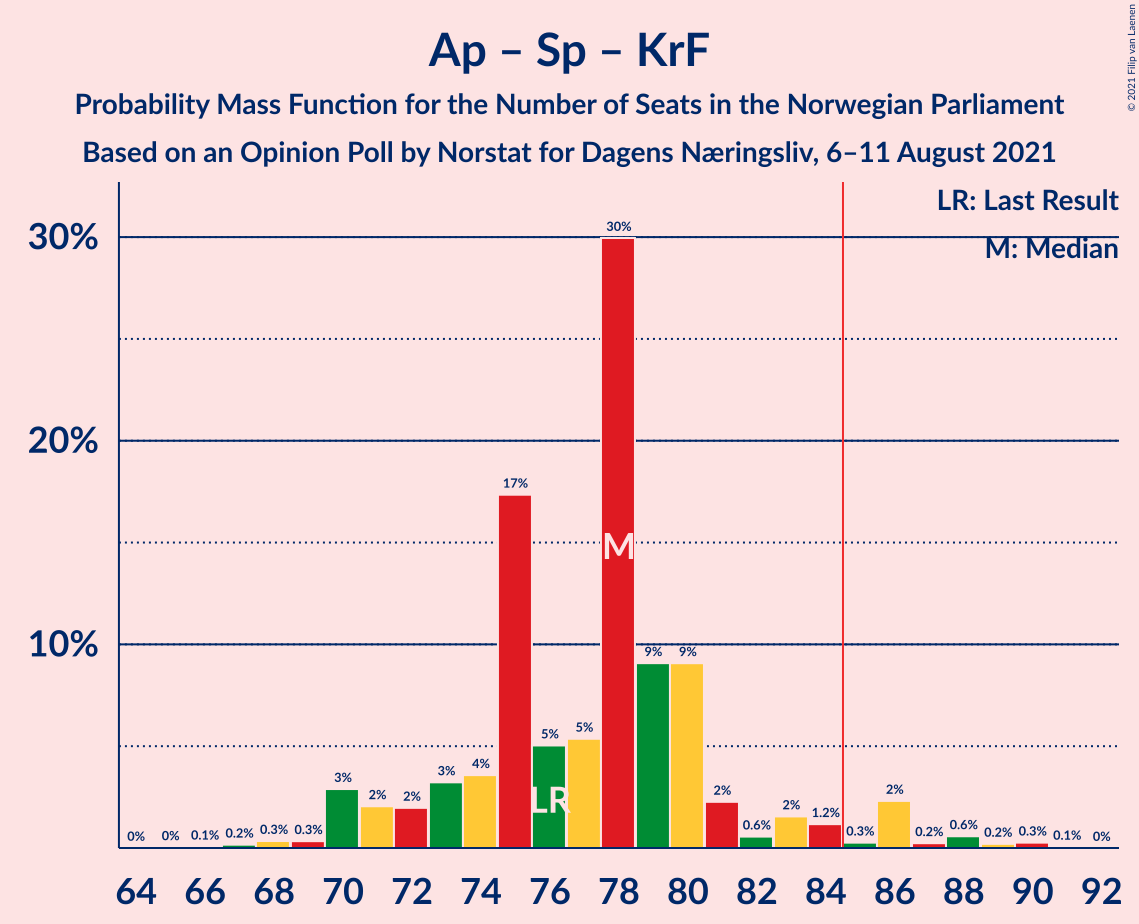 Ap – Sp – KrF
Probability Mass Function for the Number of Seats in the Norwegian Parliament
Based on an Opinion Poll by Norstat for Dagens Næringsliv, 6–11 August 2021
© 2021 Filip van Laenen
LR: Last Result
M: Median
30%
20%
10%
0% 0% 0.1% 0.2% 0.3% 0.3% 3% 2% 2% 3% 4% 17% 5% 5% 30% 9% 9% 2% 0.6% 2% 1.2% 0.3% 2% 0.2% 0.6% 0.2% 0.3% 0.1% 0%
M
LR
64 66 68 70 72 74 76 78 80 82 84 86 88 90 92